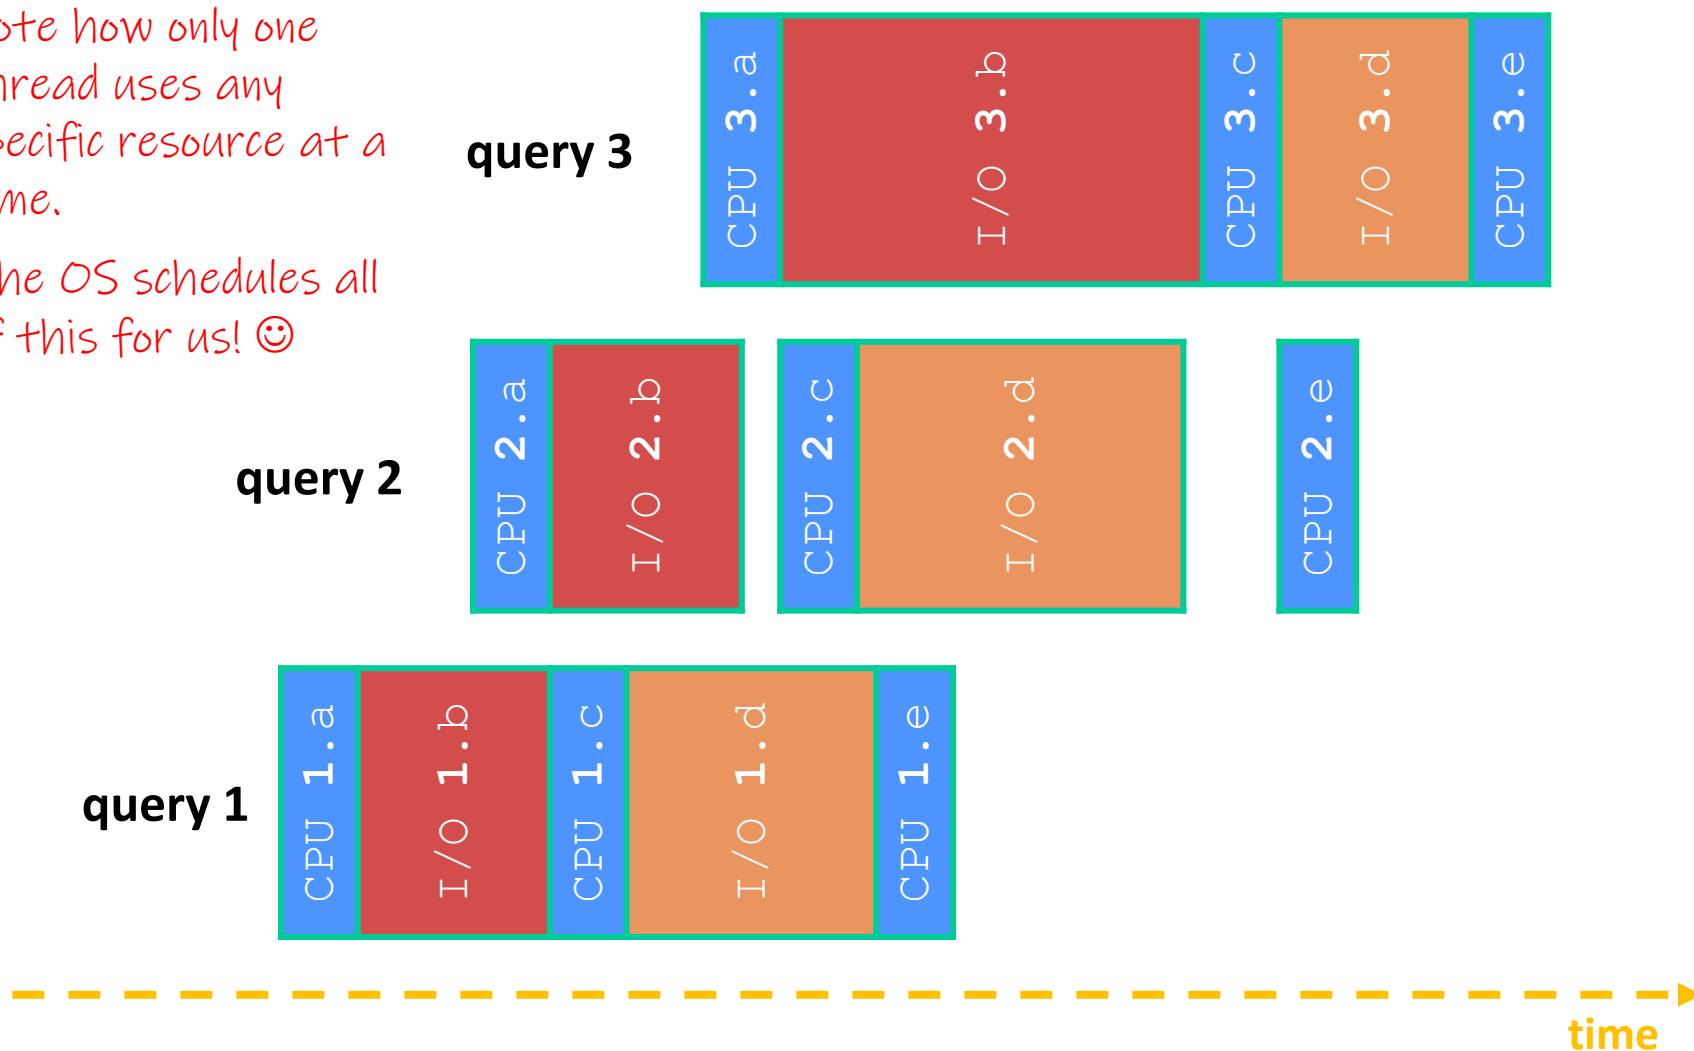 ote how only one
hread uses any
pecific resource at a
me.
he OS schedules all
f this for us! ☺
query 3
CPU 3.a
I/O 3.b
CPU 3.c
I/O 3.d
CPU 3.e
query 2
CPU 2.a
I/O 2.b
CPU 2.c
I/O 2.d
CPU 2.e
query 1
CPU 1.a
I/O 1.b
CPU 1.c
I/O 1.d
CPU 1.e
time